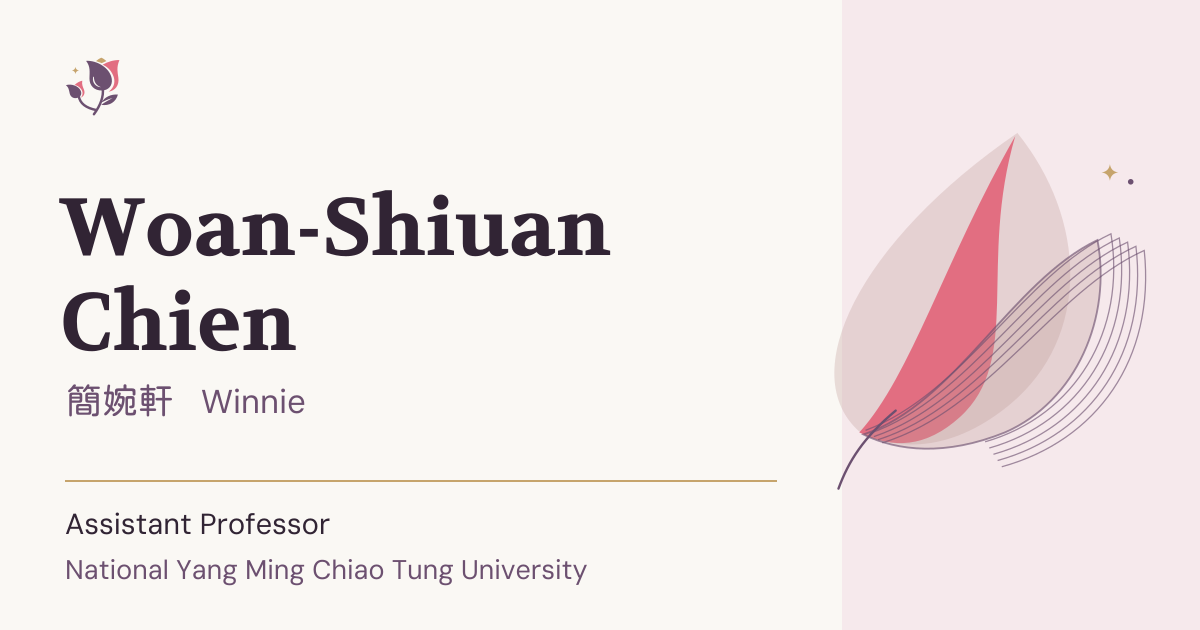 Woan-Shiuan
Chien
簡婉軒 Winnie
Assistant Professor
National Yang Ming Chiao Tung University